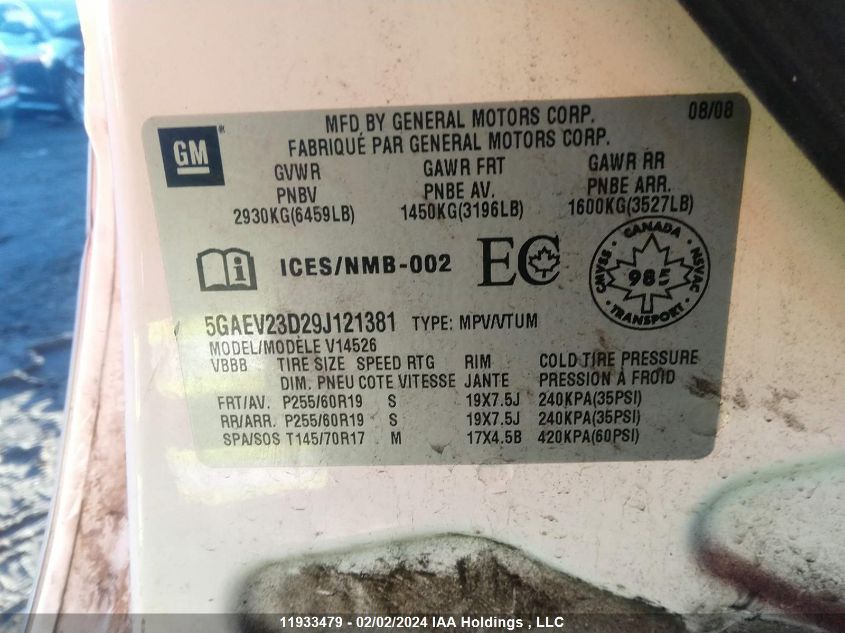 GM
MFD BY GENERAL MOTORS CORP. 08/08
FABRIQUÉ PAR GENERAL MOTORS CORP.
GVWR GAWR FRT GAWR RR
PNBV PNBE AV. PNBE ARR.
2930KG(6459LB) 1450KG(3196LB) 1600KG(3527LB)
i ICES/NMB-002 EC CANADA
CMVSS 98 NSVAC
TRANSPORT
5GAEV23D29J121381 TYPE: MPV/VTUM
MODEL/MODÈLE V14526
VBBB TIRE SIZE SPEED RTG RIM COLD TIRE PRESSURE
DIM. PNEU COTE VITESSE JANTE PRESSION À FROID
FRT/AV. P255/60R19 S 19X7.5J 240KPA(35PSI)
RR/ARR. P255/60R19 S 19X7.5J 240KPA(35PSI)
SPA/SOS T145/70R17 M 17X4.5B 420KPA(60PSI)
11933479 - 02/02/2024 IAA Holdings , LLC